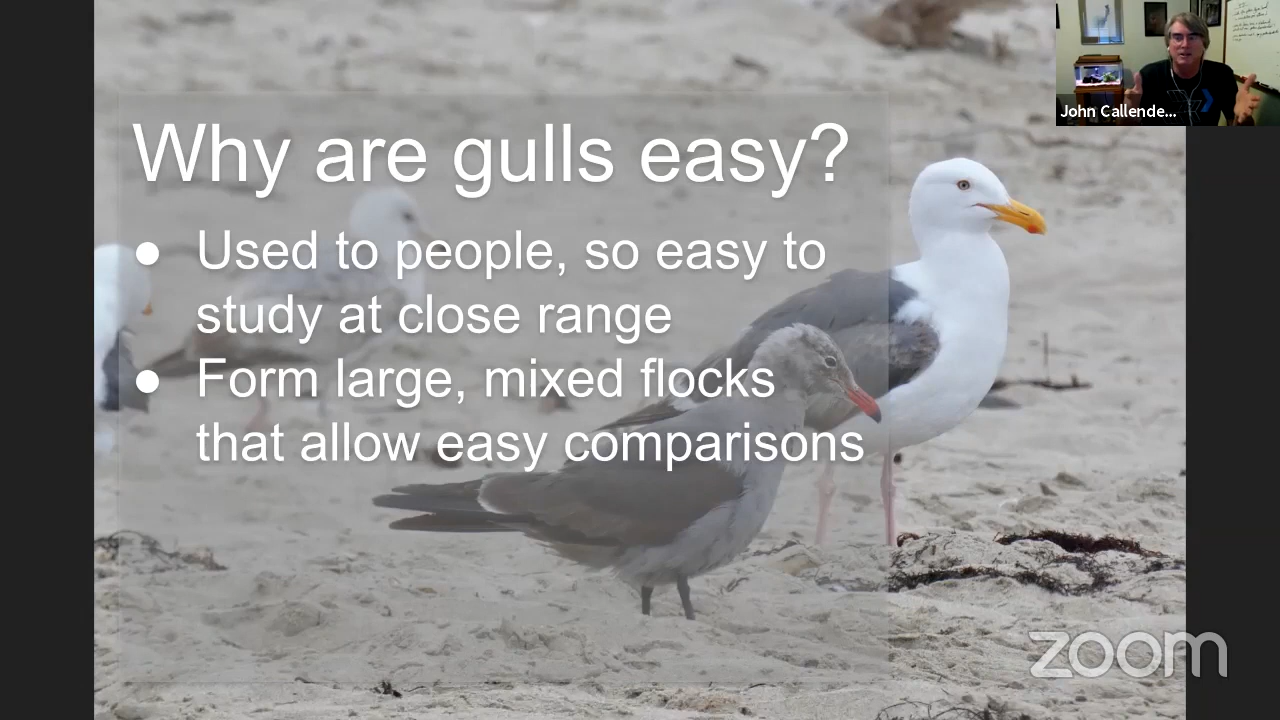 John Callende...
Why are gulls easy?
● Used to people, so easy to
study at close range
● Form large, mixed flocks
that allow easy comparisons
zoom